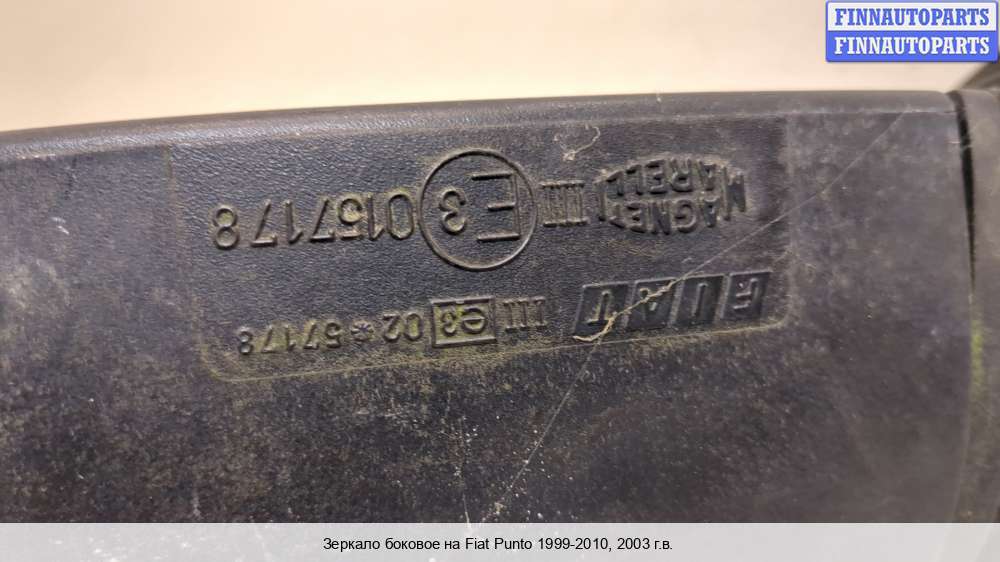 FINNAUTOPARTS
FINNAUTOPARTS
FIAT III e3 02*57178
MAGNETI
MARELLI
III E3 0157178
Зеркало боковое на Fiat Punto 1999-2010, 2003 г.в.